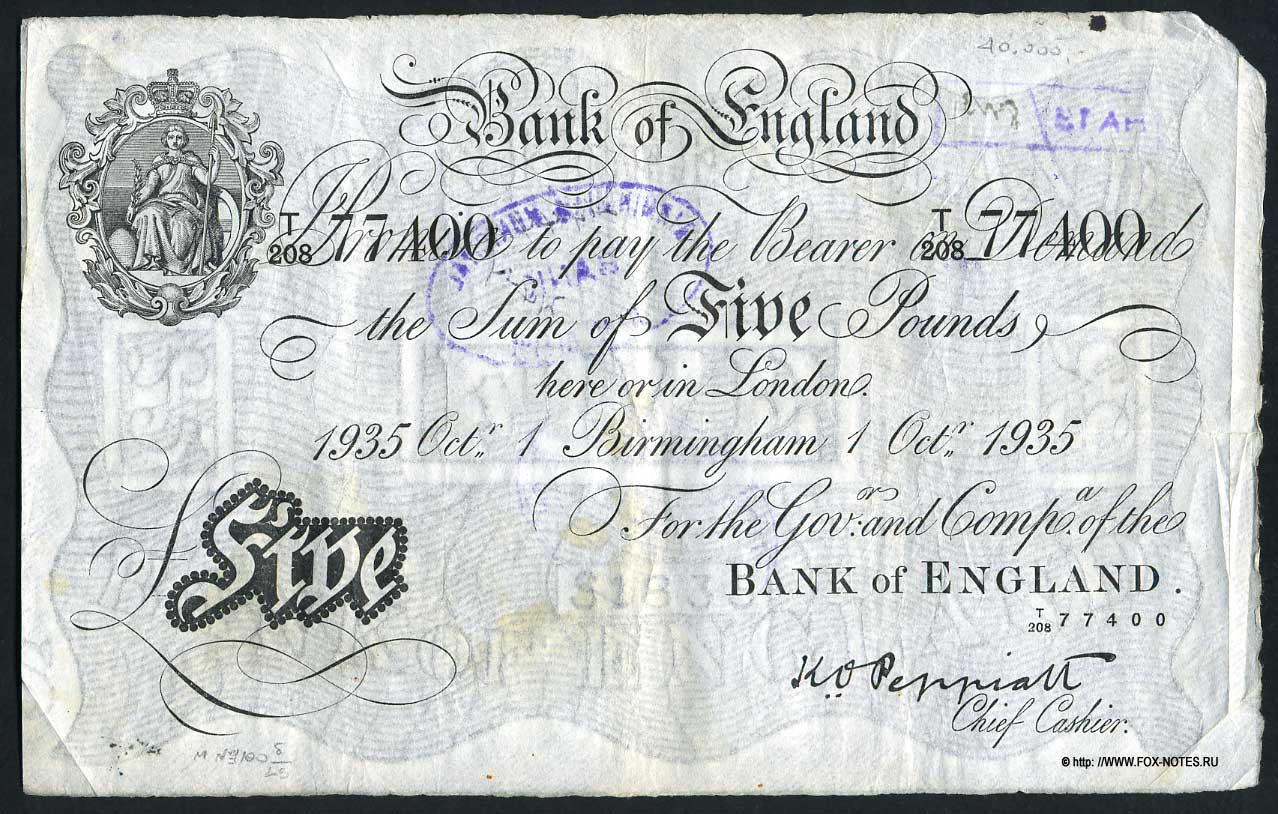 40,000
Bank of England
T
208 77400 T
208 77400
I Promise to pay the Bearer on Demand
the Sum of Five Pounds
here or in London.
1935 Octr. 1 Birmingham 1 Octr. 1935
For the Govr. and Compa. of the
BANK of ENGLAND.
T
208 77400
£Five
K O Peppiatt
Chief Cashier.
© http: //WWW.FOX-NOTES.RU